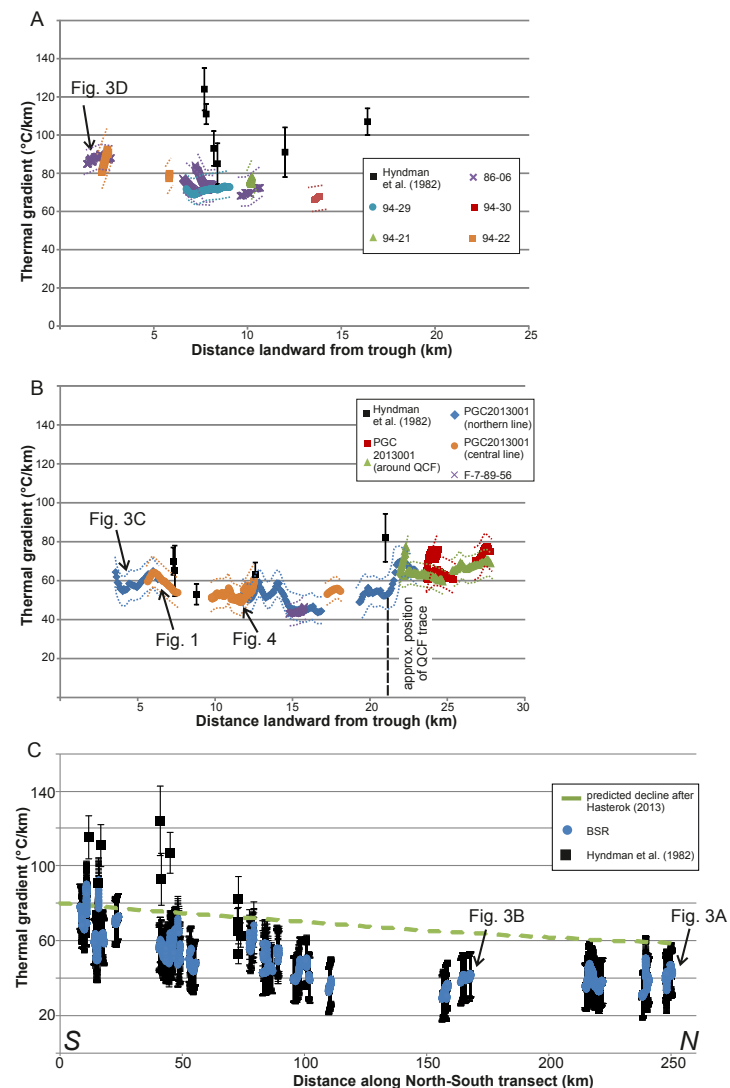 A
160
140
120
100
80
60
40
20
0
Thermal gradient (°C/km)
Fig. 3D
Hyndman et al. (1982)
86-06
94-29
94-30
94-21
94-22
5
10
15
20
25
Distance landward from trough (km)
B
160
140
120
100
80
60
40
20
0
Thermal gradient (°C/km)
Hyndman et al. (1982)
PGC2013001 (northern line)
PGC 2013001 (around QCF)
PGC2013001 (central line)
F-7-89-56
Fig. 3C
Fig. 1
Fig. 4
approx. position of QCF trace
5
10
15
20
25
30
Distance landward from trough (km)
C
140
100
60
20
Thermal gradient (°C/km)
predicted decline after Hasterok (2013)
BSR
Hyndman et al. (1982)
Fig. 3B
Fig. 3A
S
N
0
50
100
150
200
250
Distance along North-South transect (km)